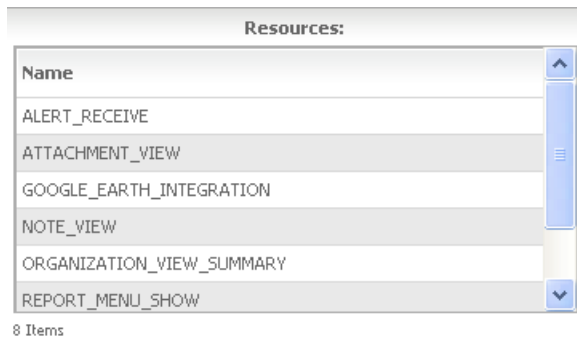 Resources:
Name
ALERT_RECEIVE
ATTACHMENT_VIEW
GOOGLE_EARTH_INTEGRATION
NOTE_VIEW
ORGANIZATION_VIEW_SUMMARY
REPORT_MENU_SHOW
8 Items